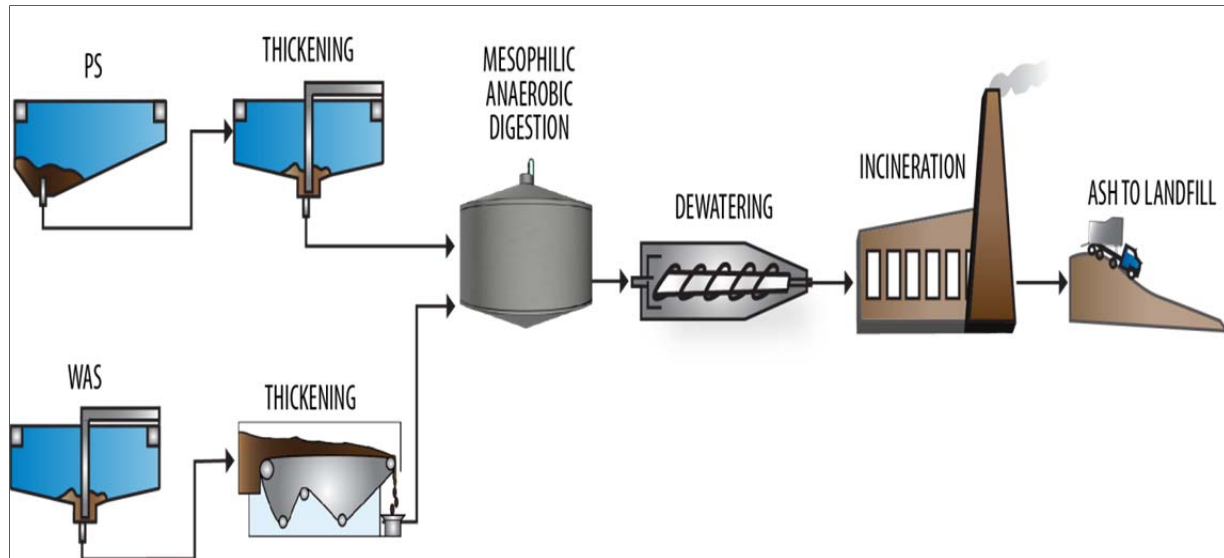 PS
THICKENING
MESOPHILIC
ANAEROBIC
DIGESTION
DEWATERING
INCINERATION
ASH TO LANDFILL
WAS
THICKENING